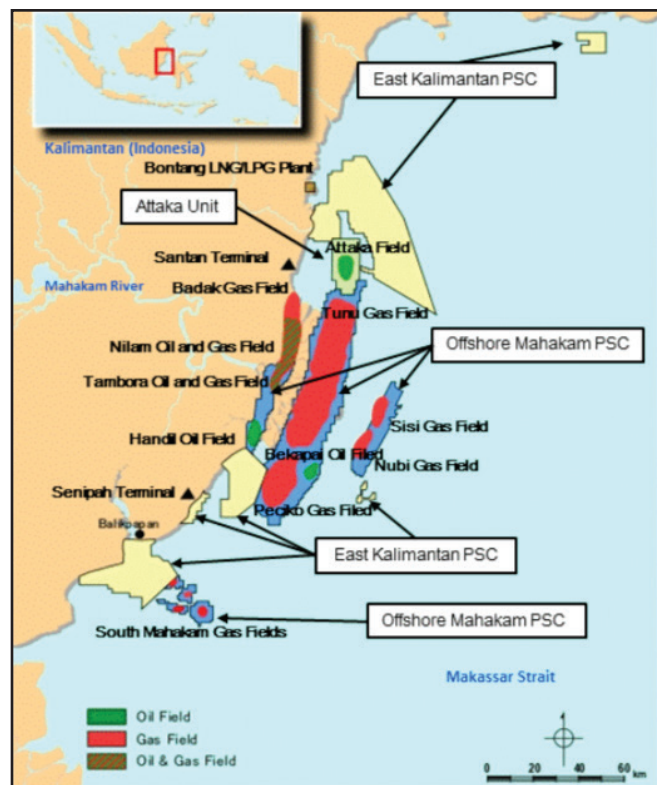 East Kalimantan PSC
Kalimantan (Indonesia)
Bontang LNG/LPG Plant
Attaka Unit
Attaka Field
Santan Terminal
Mahakam River
Badak Gas Field
Tunu Gas Field
Nilam Oil and Gas Field
Offshore Mahakam PSC
Tambora Oil and Gas Field
Sisi Gas Field
Handil Oil Field
Bekapai Oil Filed
Nubi Gas Field
Senipah Terminal
Peciko Gas Filed
Balikpapan
East Kalimantan PSC
Offshore Mahakam PSC
South Mahakam Gas Fields
Makassar Strait
Oil Field
Gas Field
Oil & Gas Field
0 20 40 60
km